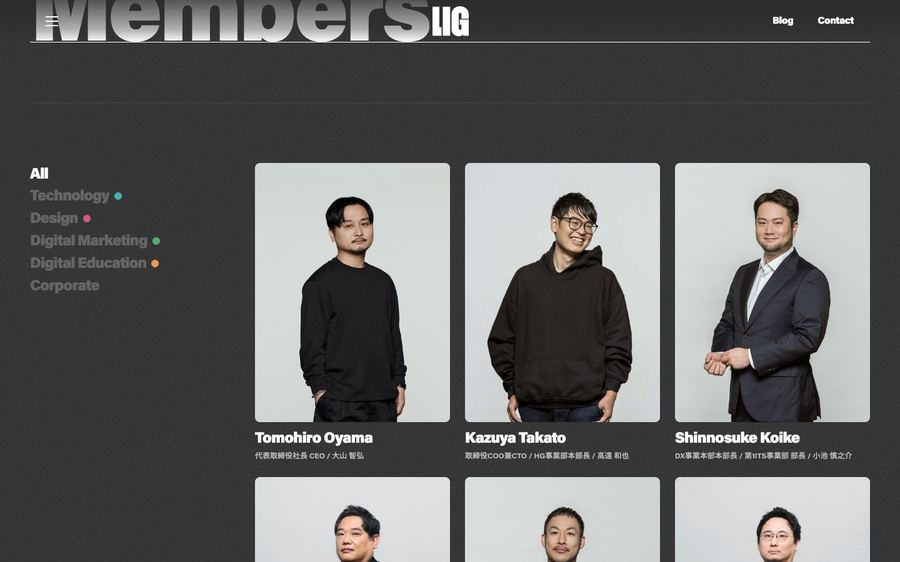 Members
LIG
Blog
Contact
All
Technology
Design
Digital Marketing
Digital Education
Corporate
Tomohiro Oyama
代表取締役社長 CEO / 大山 智弘
Kazuya Takato
取締役COO兼CTO / HG事業部本部長 / 高遠 和也
Shinnosuke Koike
DX事業本部本部長 / 第1ITS事業部 部長 / 小池 慎之介